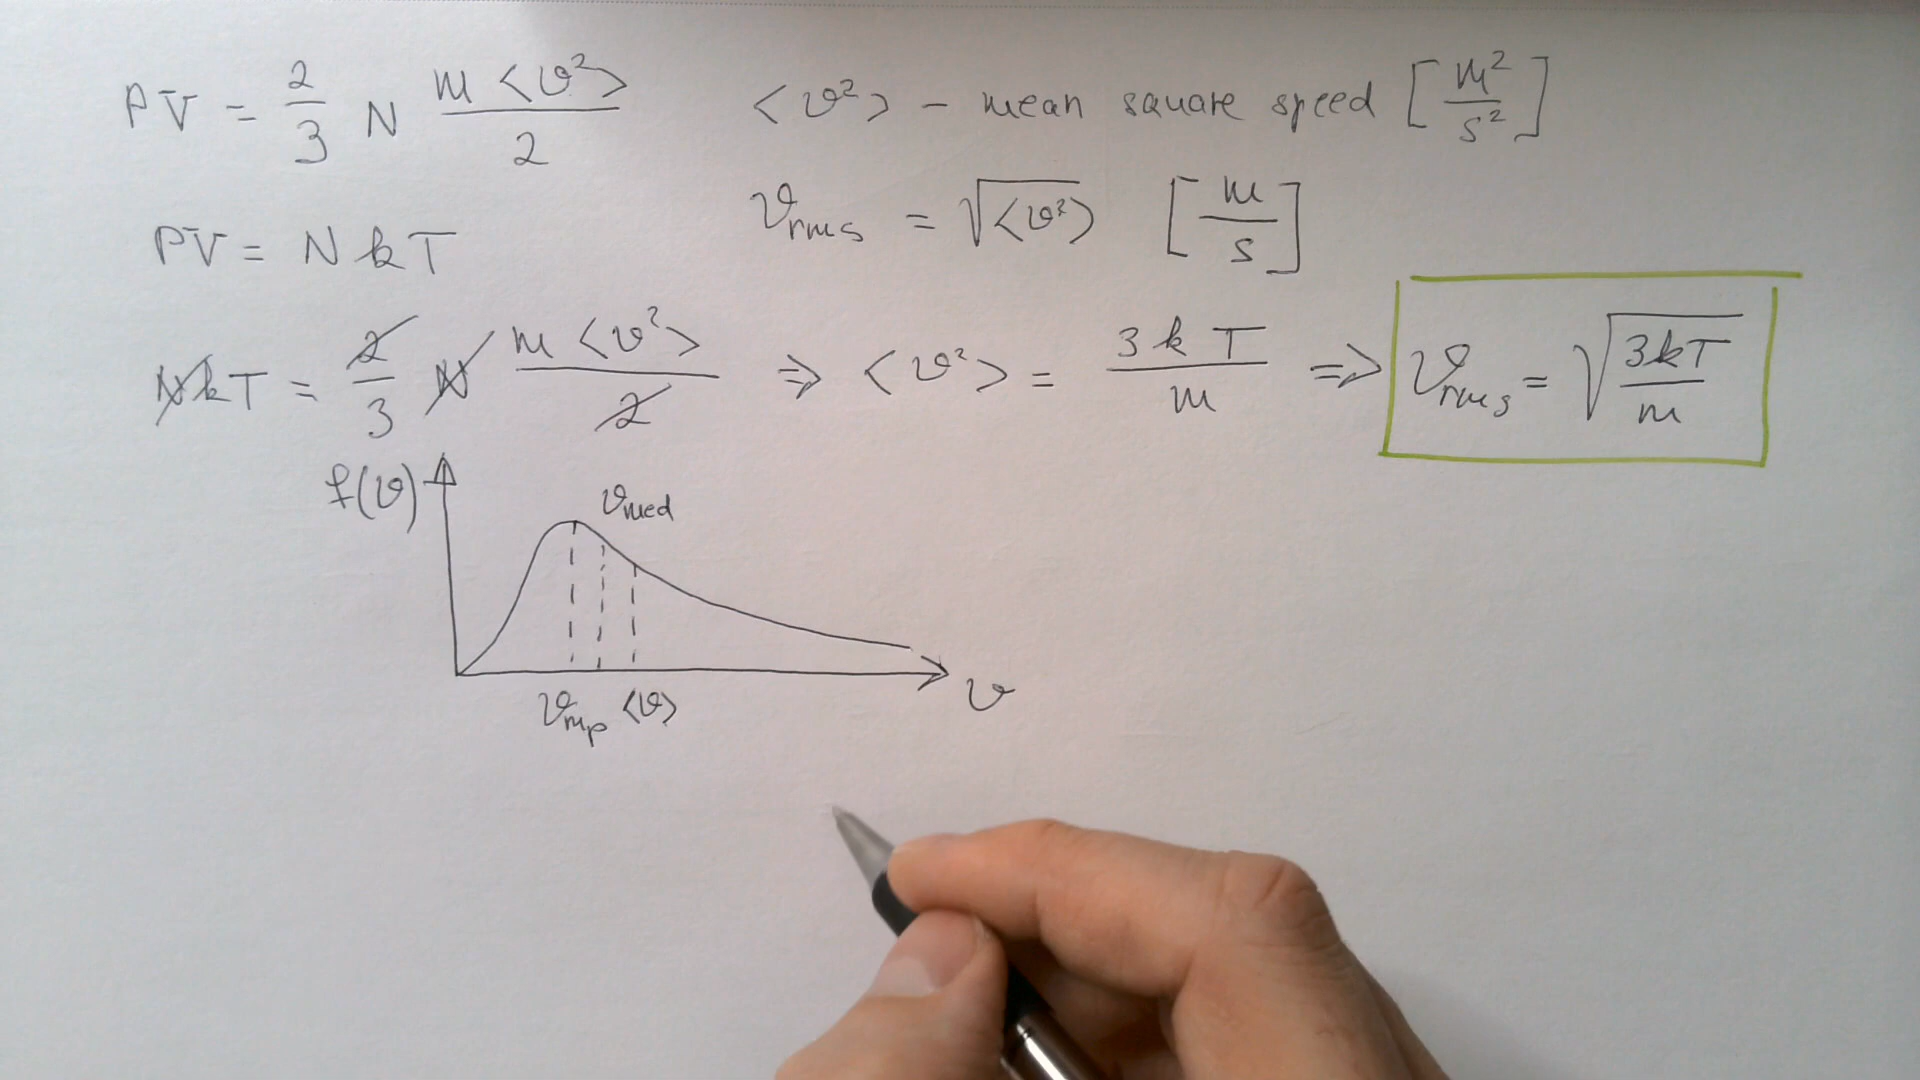 PV = 2/3 N m <v²>/2
<v²> – mean square speed [m²/s²]
v_rms = √<v²> [m/s]
PV = NkT
NkT = 2/3 N m <v²>/2 ⇒ <v²> = 3kT/m ⇒ v_rms = √(3kT/m)
f(v)
v_med
v_mp <v>
v